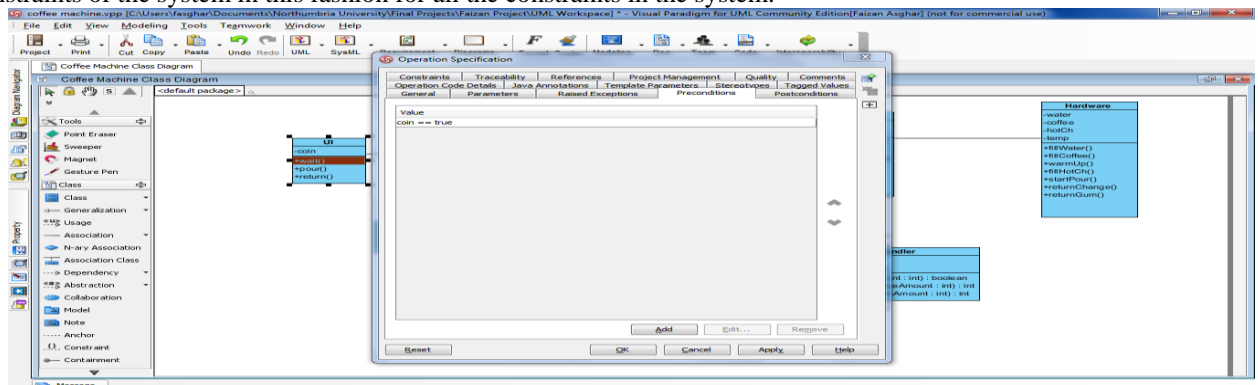 nstraints of the system in this fashion for all the constraints in the system.
coffee machine.vpp [C:\Users\fasghar\Documents\Northumbria University\Final Projects\Faizan Project\UML Workspace] * - Visual Paradigm for UML Community Edition[Faizan Asghar] (not for commercial use)
File Edit View Modeling Tools Teamwork Window Help
Project Print Cut Copy Paste Undo Redo UML SysML
Operation Specification
Coffee Machine Class Diagram
Coffee Machine Class Diagram
<default package>
Constraints Traceability References Project Management Quality Comments
Operation Code Details Java Annotations Template Parameters Stereotypes Tagged Values
General Parameters Raised Exceptions Preconditions Postconditions
Value
coin == true
Add Edit... Remove
Reset OK Cancel Apply Help
Diagram Navigator
Property
Tools
Point Eraser
Sweeper
Magnet
Gesture Pen
Class
Class
Generalization
Usage
Association
N-ary Association
Association Class
Dependency
Abstraction
Collaboration
Model
Note
Anchor
Constraint
Containment
UI
-coin
+wait()
+pour()
+return()
Hardware
-water
-coffee
-hotCh
-temp
+fillWater()
+fillCoffee()
+warmUp()
+fillHotCh()
+startPour()
+returnChange()
+returnGum()
ndler
nt : int) : boolean
eAmount : int) : int
Amount : int) : int
Message